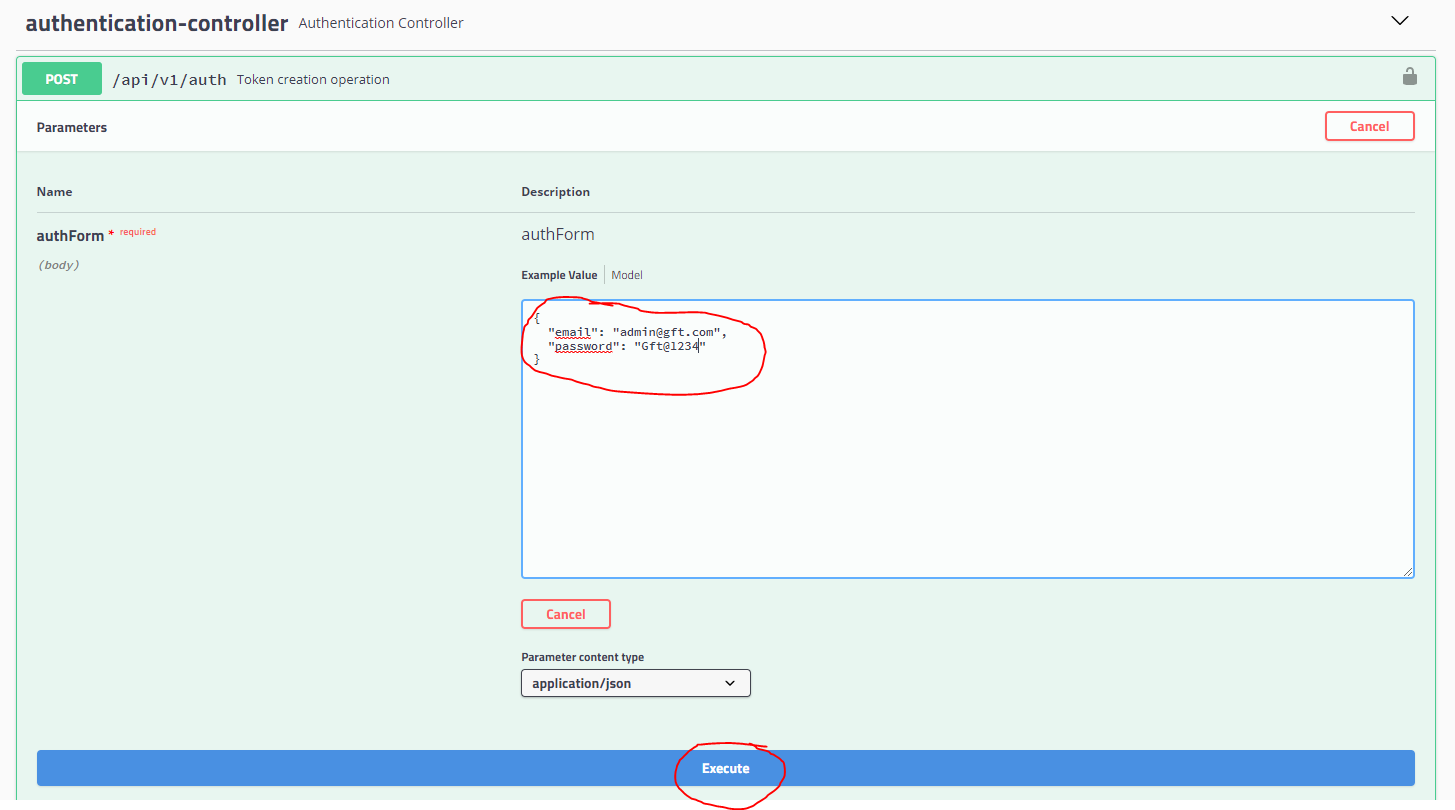 authentication-controller Authentication Controller
POST /api/v1/auth Token creation operation
Parameters Cancel
Name Description
authForm * required authForm
(body)
Example Value Model
{
"email": "admin@gft.com",
"password": "Gft@1234"
}
Cancel
Parameter content type
application/json
Execute